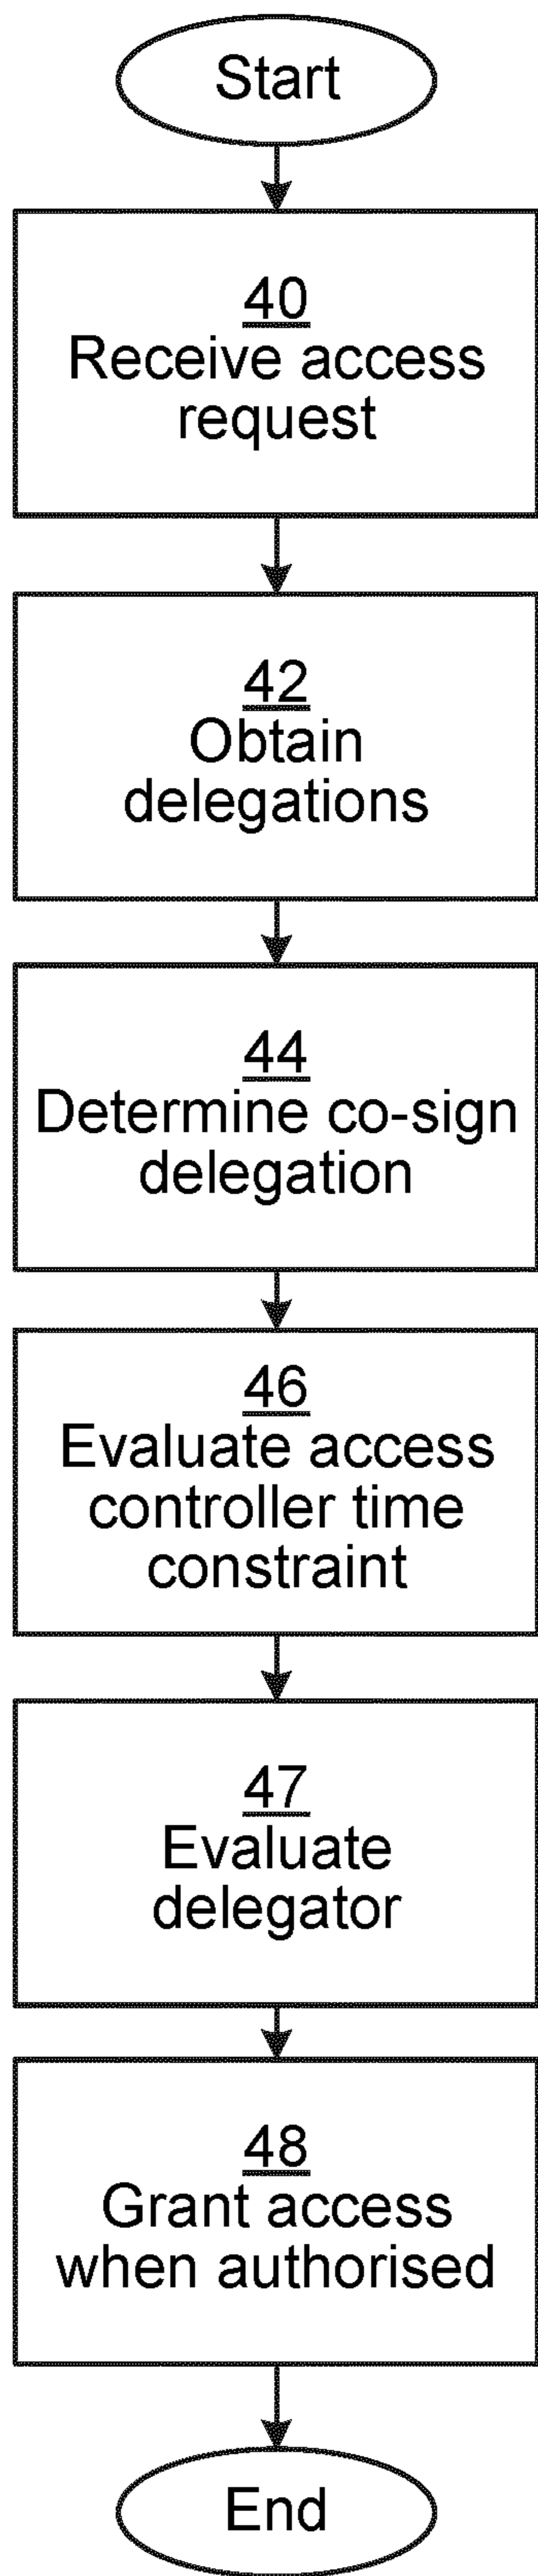 Start
40
Receive access
request
42
Obtain
delegations
44
Determine co-sign
delegation
46
Evaluate access
controller time
constraint
47
Evaluate
delegator
48
Grant access
when authorised
End